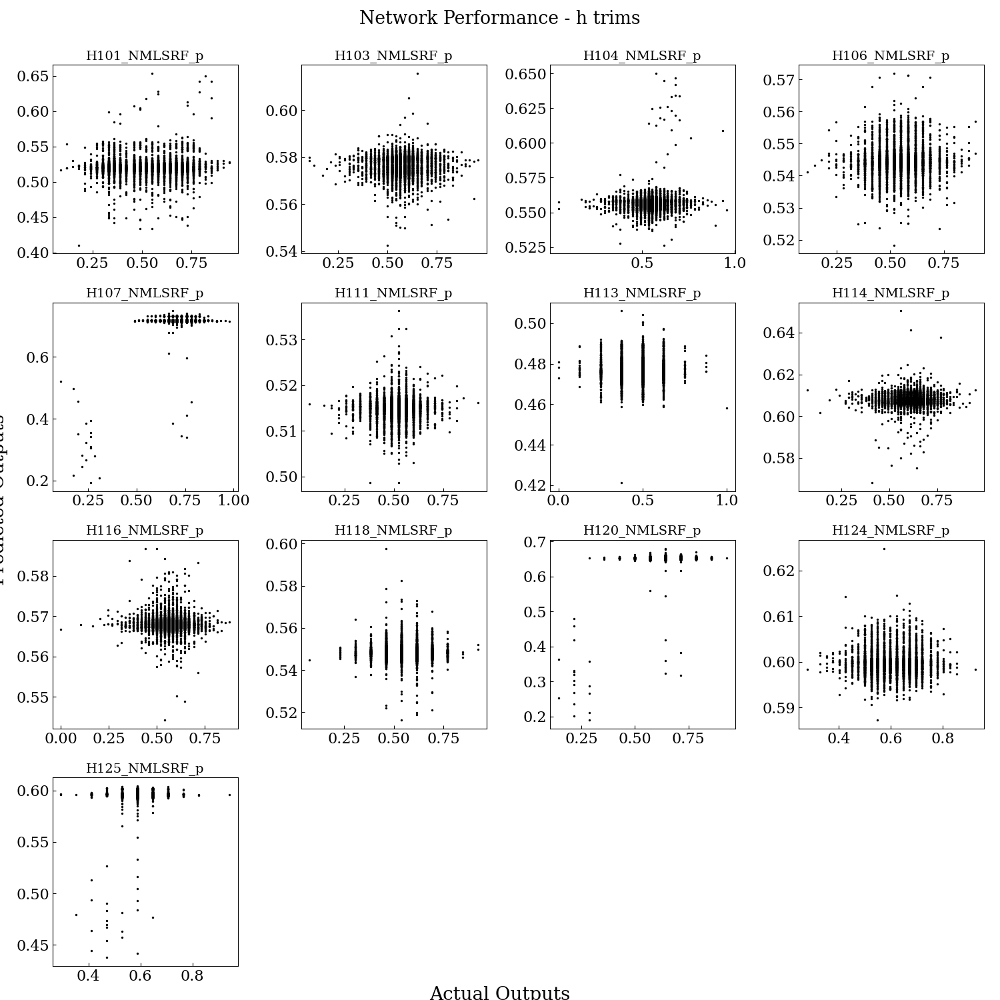 Network Performance - h trims
H101_NMLSRF_p
0.65
0.60
0.55
0.50
0.45
0.40
0.25 0.50 0.75
H103_NMLSRF_p
0.60
0.58
0.56
0.54
0.25 0.50 0.75
H104_NMLSRF_p
0.650
0.625
0.600
0.575
0.550
0.525
0.5 1.0
H106_NMLSRF_p
0.57
0.56
0.55
0.54
0.53
0.52
0.25 0.50 0.75
H107_NMLSRF_p
0.6
0.4
0.2
0.25 0.50 0.75 1.00
H111_NMLSRF_p
0.53
0.52
0.51
0.50
0.25 0.50 0.75
H113_NMLSRF_p
0.50
0.48
0.46
0.44
0.42
0.0 0.5 1.0
H114_NMLSRF_p
0.64
0.62
0.60
0.58
0.25 0.50 0.75
Predicted Outputs
H116_NMLSRF_p
0.58
0.57
0.56
0.55
0.00 0.25 0.50 0.75
H118_NMLSRF_p
0.60
0.58
0.56
0.54
0.52
0.25 0.50 0.75
H120_NMLSRF_p
0.7
0.6
0.5
0.4
0.3
0.2
0.25 0.50 0.75
H124_NMLSRF_p
0.62
0.61
0.60
0.59
0.4 0.6 0.8
H125_NMLSRF_p
0.60
0.55
0.50
0.45
0.4 0.6 0.8
Actual Outputs